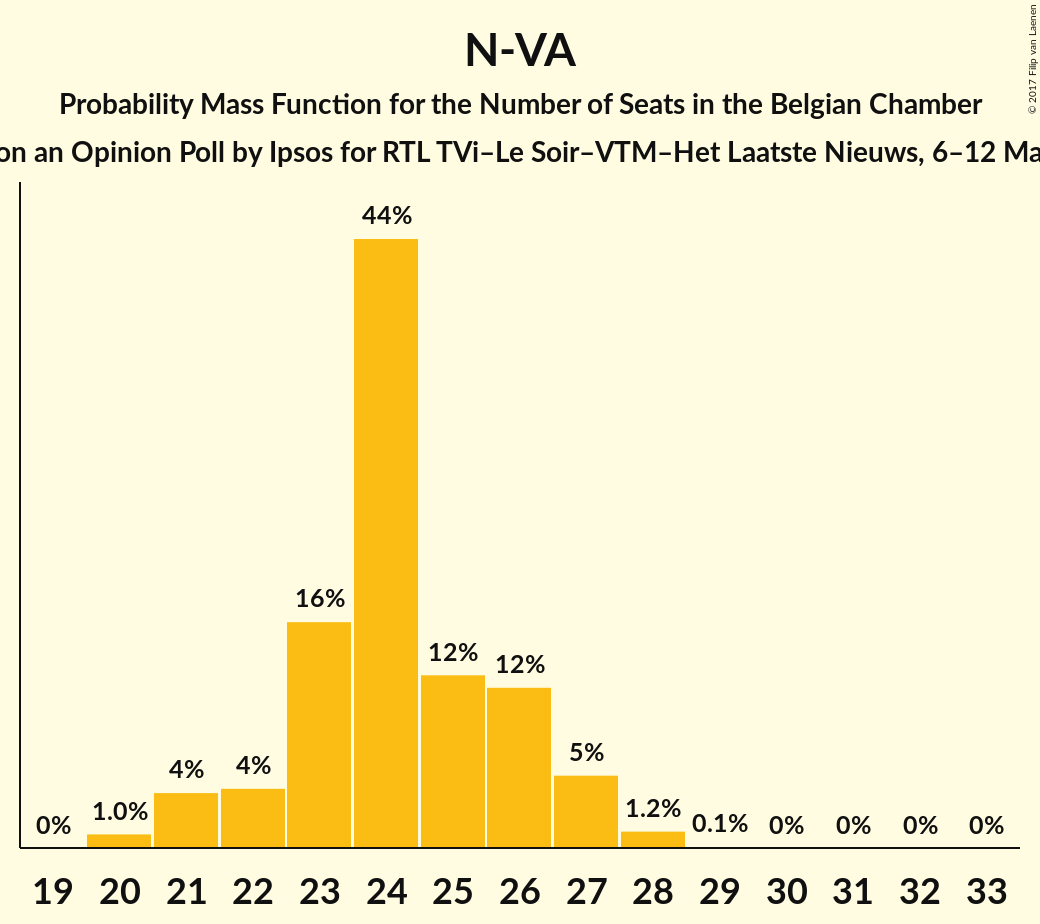 N-VA
Probability Mass Function for the Number of Seats in the Belgian Chamber
on an Opinion Poll by Ipsos for RTL TVi–Le Soir–VTM–Het Laatste Nieuws, 6–12 Ma
© 2017 Filip van Laenen
0% 1.0% 4% 4% 16% 44% 12% 12% 5% 1.2% 0.1% 0% 0% 0% 0%
19 20 21 22 23 24 25 26 27 28 29 30 31 32 33